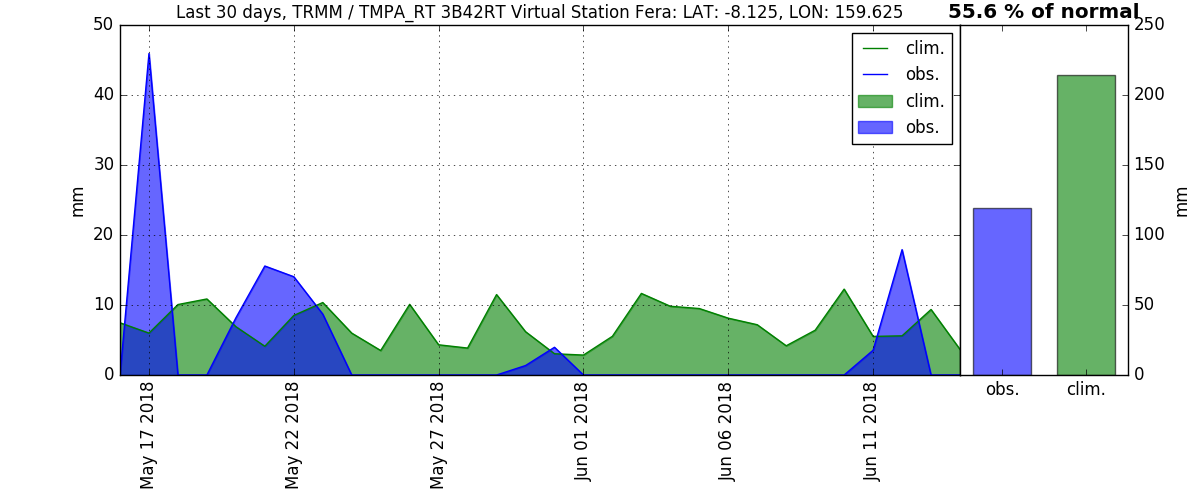 Last 30 days, TRMM / TMPA_RT 3B42RT Virtual Station Fera: LAT: -8.125, LON: 159.625
55.6 % of normal
50
40
30
20
10
0
mm
clim.
obs.
clim.
obs.
250
200
150
100
50
0
mm
May 17 2018
May 22 2018
May 27 2018
Jun 01 2018
Jun 06 2018
Jun 11 2018
obs.
clim.